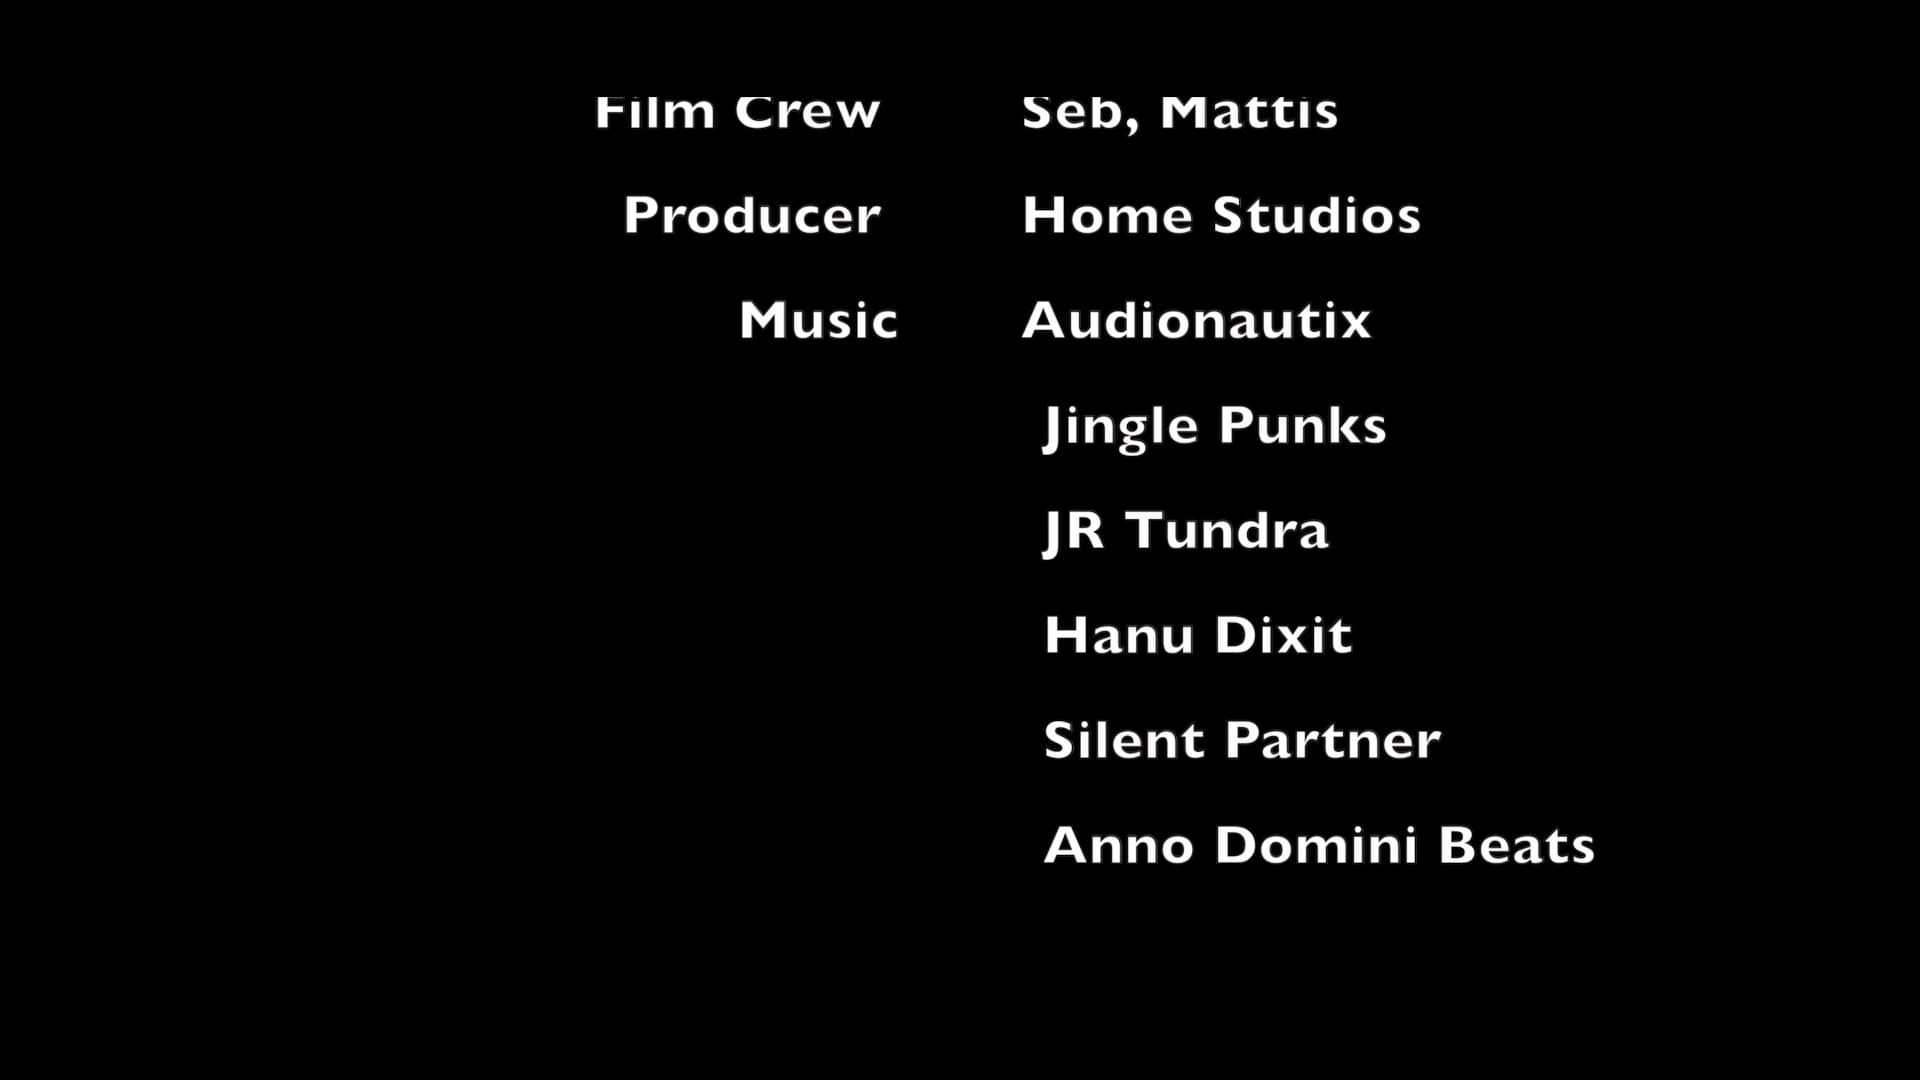 Film Crew Seb, Mattis
Producer Home Studios
Music Audionautix
Jingle Punks
JR Tundra
Hanu Dixit
Silent Partner
Anno Domini Beats